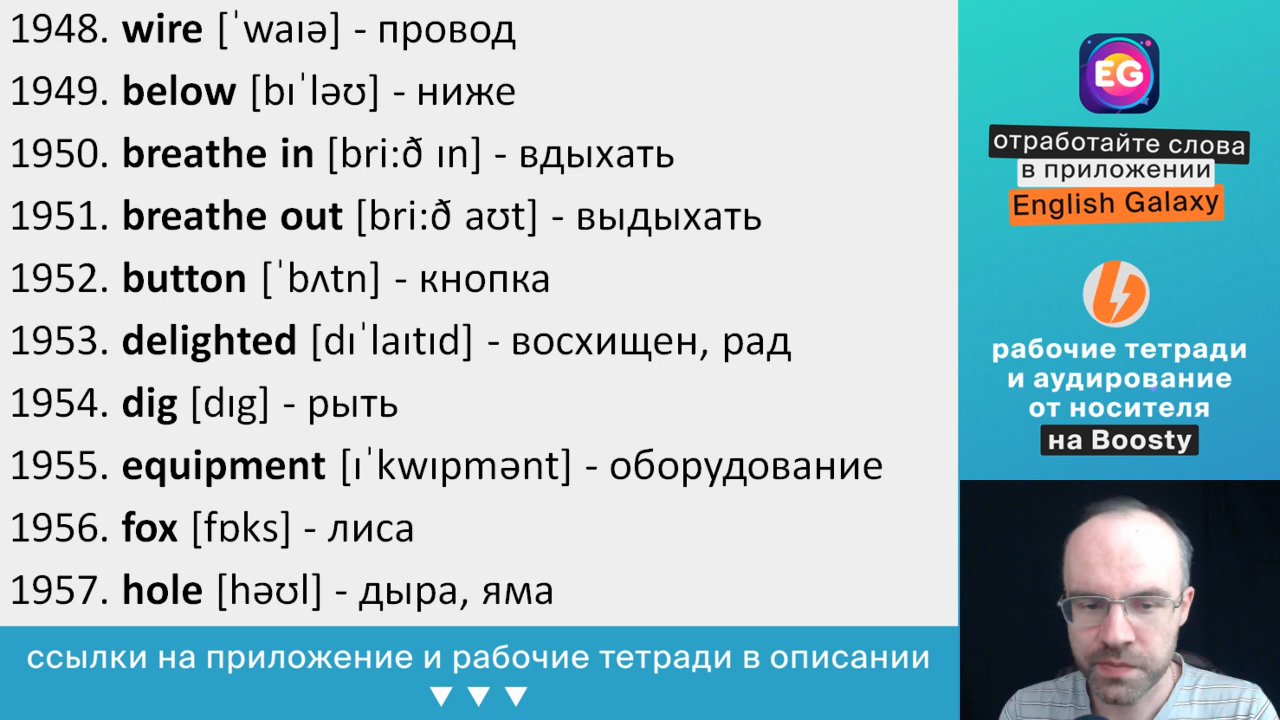 1948. wire [ˈwaɪə] - провод
1949. below [bɪˈləʊ] - ниже
1950. breathe in [bri:ð ɪn] - вдыхать
1951. breathe out [bri:ð aʊt] - выдыхать
1952. button [ˈbʌtn] - кнопка
1953. delighted [dɪˈlaɪtɪd] - восхищен, рад
1954. dig [dɪg] - рыть
1955. equipment [ɪˈkwɪpmənt] - оборудование
1956. fox [fɒks] - лиса
1957. hole [həʊl] - дыра, яма
ссылки на приложение и рабочие тетради в описании
EG
отработайте слова
в приложении
English Galaxy
рабочие тетради
и аудирование
от носителя
на Boosty